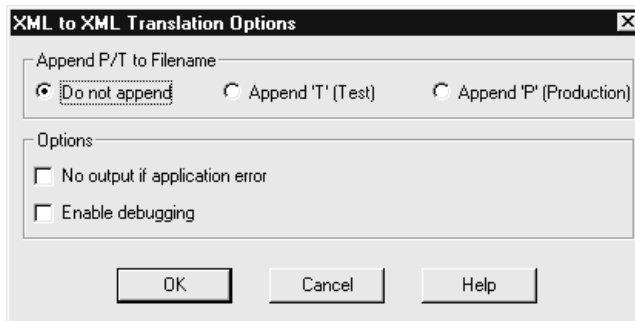 XML to XML Translation Options
Append P/T to Filename
Do not append Append 'T' (Test) Append 'P' (Production)
Options
No output if application error
Enable debugging
OK Cancel Help